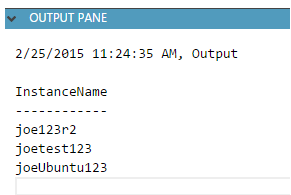 OUTPUT PANE
2/25/2015 11:24:35 AM, Output
InstanceName
------------
joe123r2
joetest123
joeUbuntu123